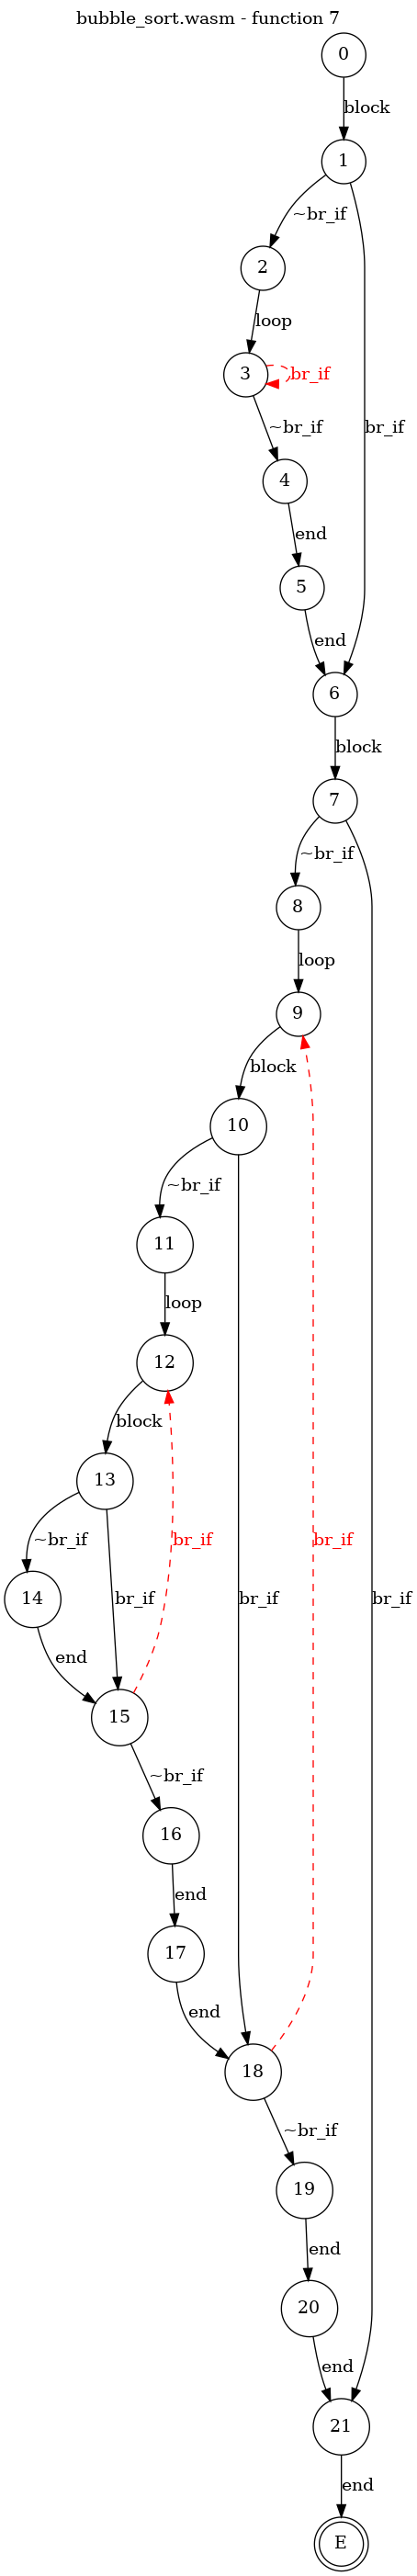 bubble_sort.wasm - function 7
0
block
1
~br_if
2
loop
3
br_if
~br_if
br_if
4
end
5
end
6
block
7
~br_if
8
loop
9
block
10
~br_if
11
loop
12
block
13
br_if
br_if
~br_if
br_if
br_if
br_if
14
end
15
~br_if
16
end
17
end
18
~br_if
19
end
20
end
21
end
E